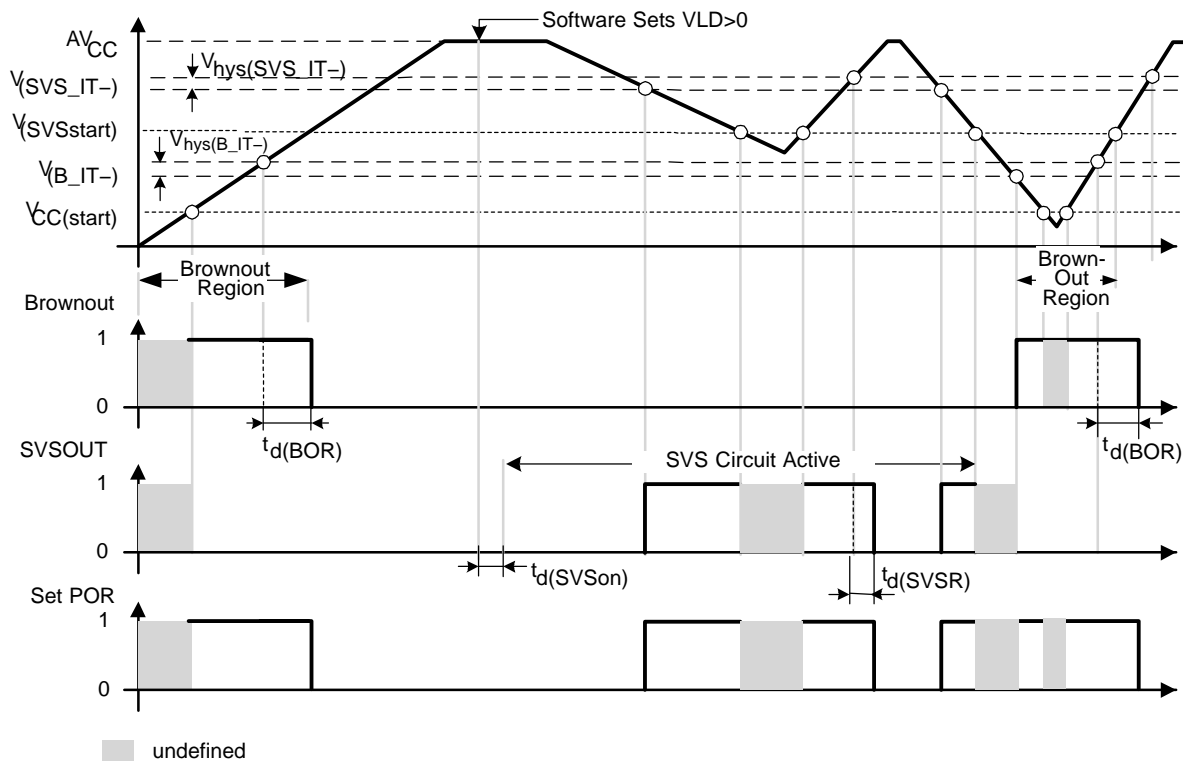 Software Sets VLD>0
AVCC
Vhys(SVS_IT–)
V(SVS_IT–)
V(SVSstart)
Vhys(B_IT–)
V(B_IT–)
VCC(start)
Brownout
Region
Brown-
Out
Region
Brownout
1
0
td(BOR)
td(BOR)
SVSOUT
SVS Circuit Active
1
0
td(SVSon)
td(SVSR)
Set POR
1
0
undefined